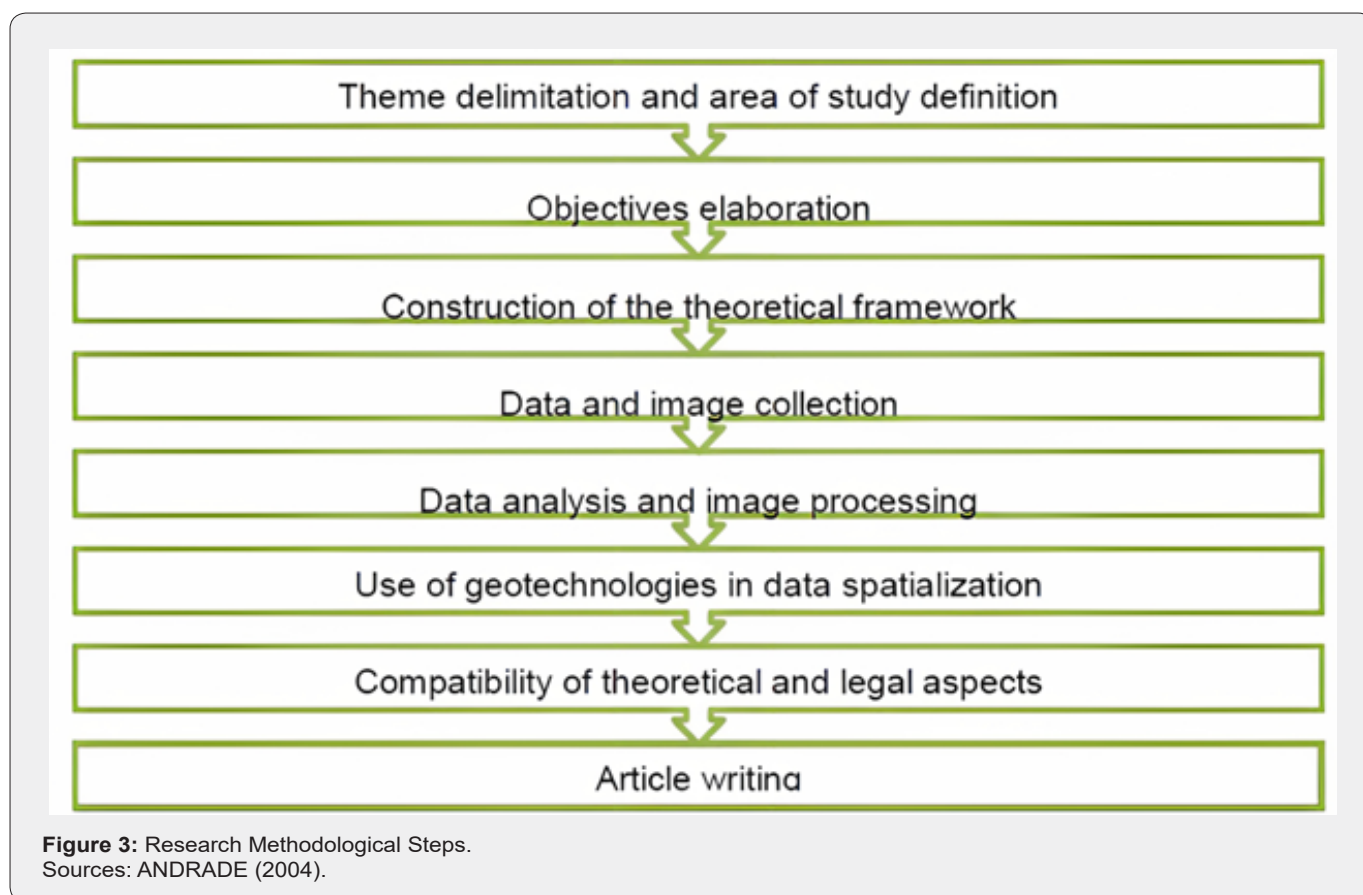 Theme delimitation and area of study definition
Objectives elaboration
Construction of the theoretical framework
Data and image collection
Data analysis and image processing
Use of geotechnologies in data spatialization
Compatibility of theoretical and legal aspects
Article writing
Figure 3: Research Methodological Steps.
Sources: ANDRADE (2004).